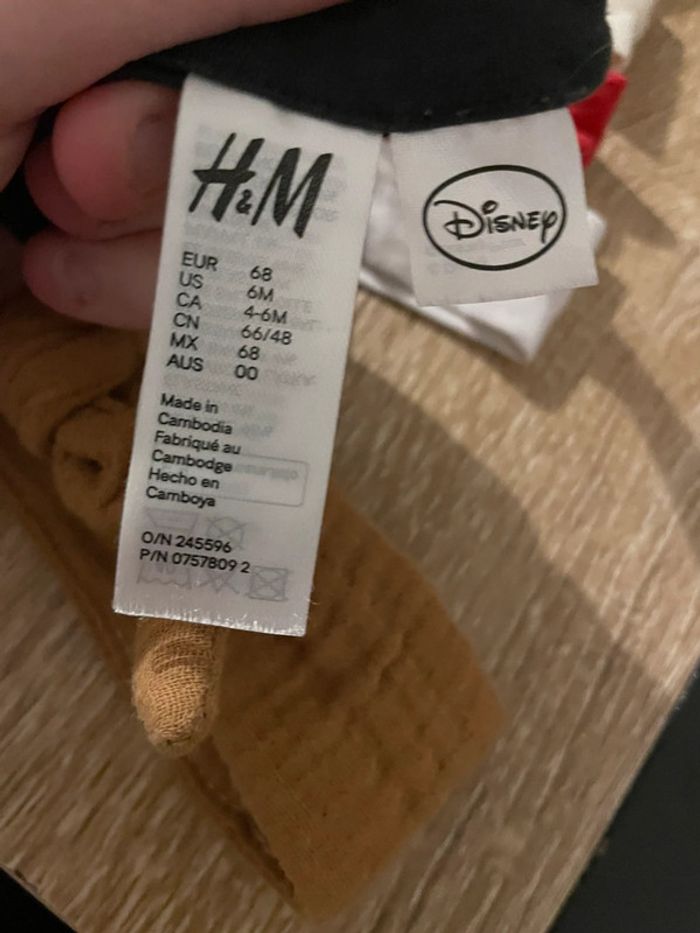 H&M
EUR 68
US 6M
CA 4-6M
CN 66/48
MX 68
AUS 00
Made in
Cambodia
Fabriqué au
Cambodge
Hecho en
Camboya
O/N 245596
P/N 0757809 2
Disney